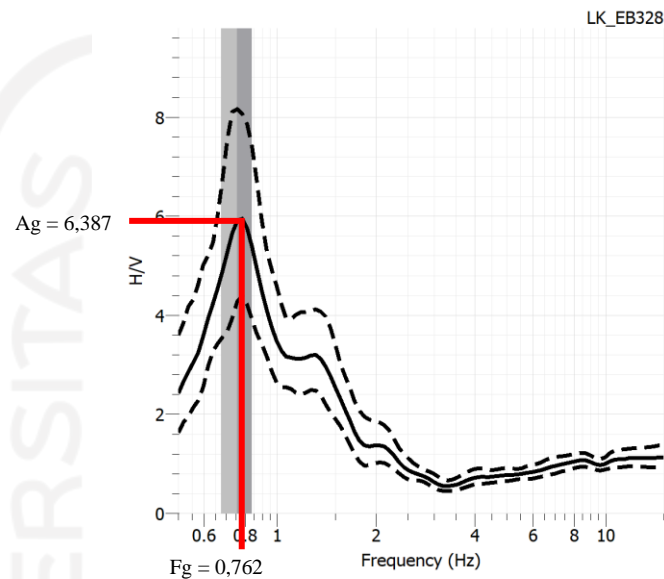 LK_EB328
8
6
Ag = 6,387
H/V
4
2
0
0.6 0.8 1 2 4 6 8 10
Frequency (Hz)
Fg = 0,762
ERSITAS